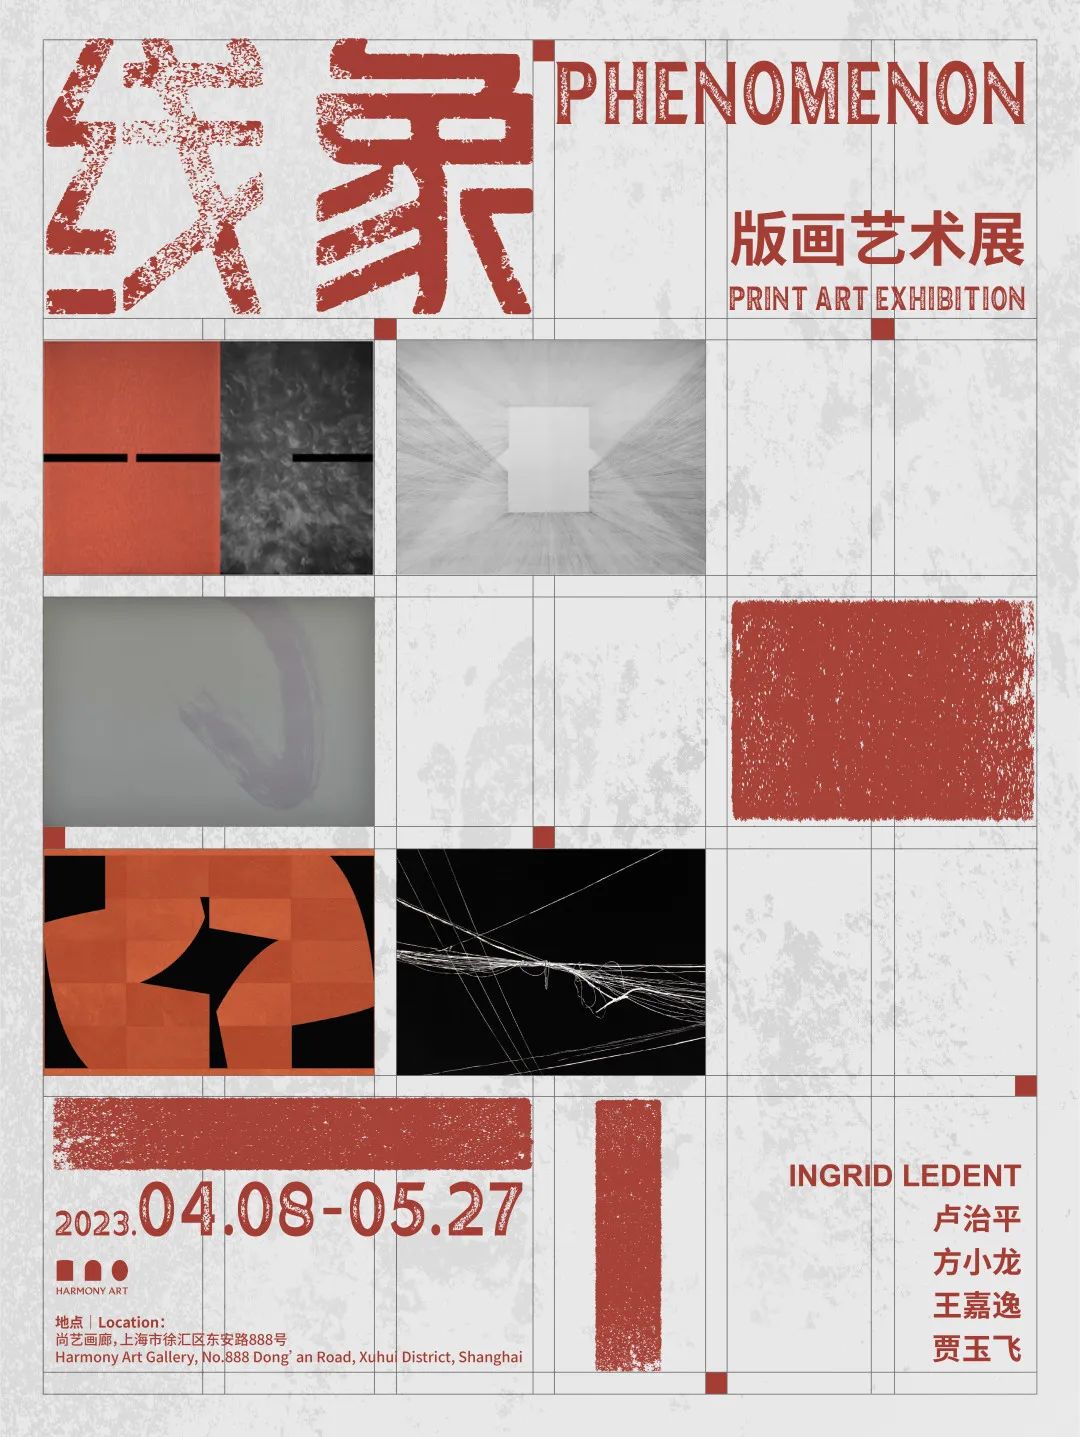 线象
PHENOMENON
版画艺术展
PRINT ART EXHIBITION
2023.04.08-05.27
HARMONY ART
地点｜Location:
尚艺画廊,上海市徐汇区东安路888号
Harmony Art Gallery, No.888 Dong'an Road, Xuhui District, Shanghai
INGRID LEDENT
卢治平
方小龙
王嘉逸
贾玉飞